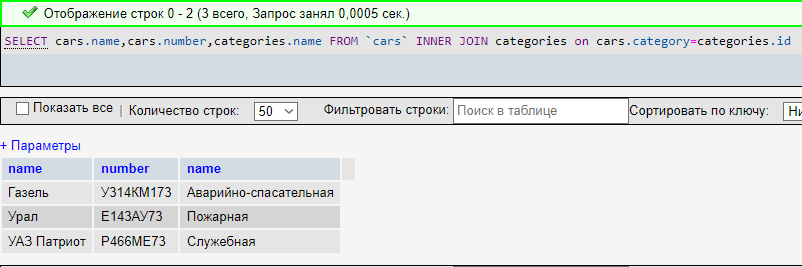 Отображение строк 0 - 2 (3 всего, Запрос занял 0,0005 сек.)
SELECT cars.name,cars.number,categories.name FROM `cars` INNER JOIN categories on cars.category=categories.id
Показать все | Количество строк: 50 Фильтровать строки: Поиск в таблице Сортировать по ключу: Ни
+ Параметры
name number name
Газель У314КМ173 Аварийно-спасательная
Урал Е143АУ73 Пожарная
УАЗ Патриот Р466МЕ73 Служебная